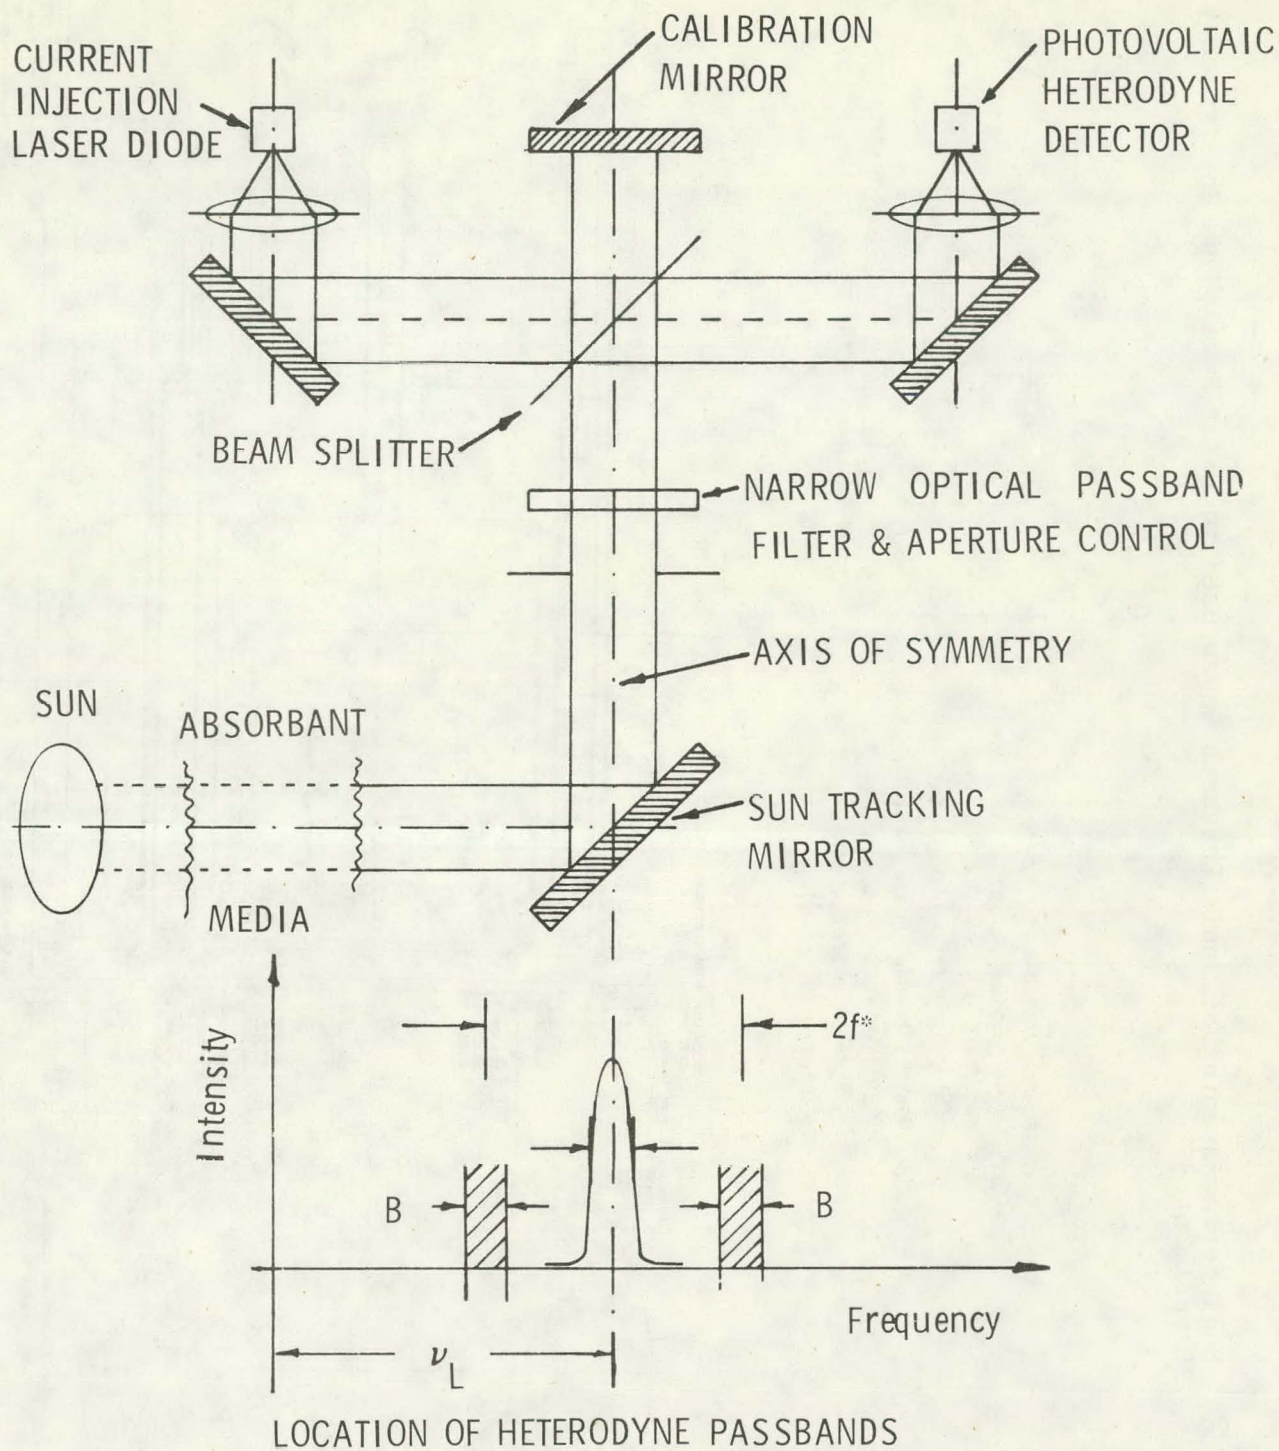 CURRENT
INJECTION
LASER DIODE
CALIBRATION
MIRROR
PHOTOVOLTAIC
HETERODYNE
DETECTOR
BEAM SPLITTER
NARROW OPTICAL PASSBAND
FILTER & APERTURE CONTROL
AXIS OF SYMMETRY
SUN
ABSORBANT
MEDIA
SUN TRACKING
MIRROR
Intensity
2f*
B
B
Frequency
ν_L
LOCATION OF HETERODYNE PASSBANDS